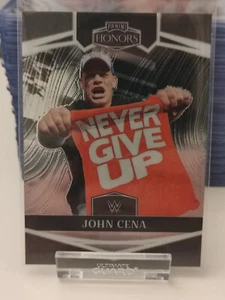 PANINI
HONORS
NEVER
GIVE
UP
W
JOHN CENA
ULTIMATE
GUARD